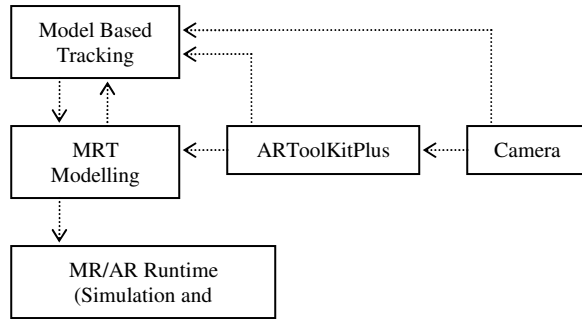 Model Based
Tracking
MRT
Modelling
ARToolKitPlus
Camera
MR/AR Runtime
(Simulation and